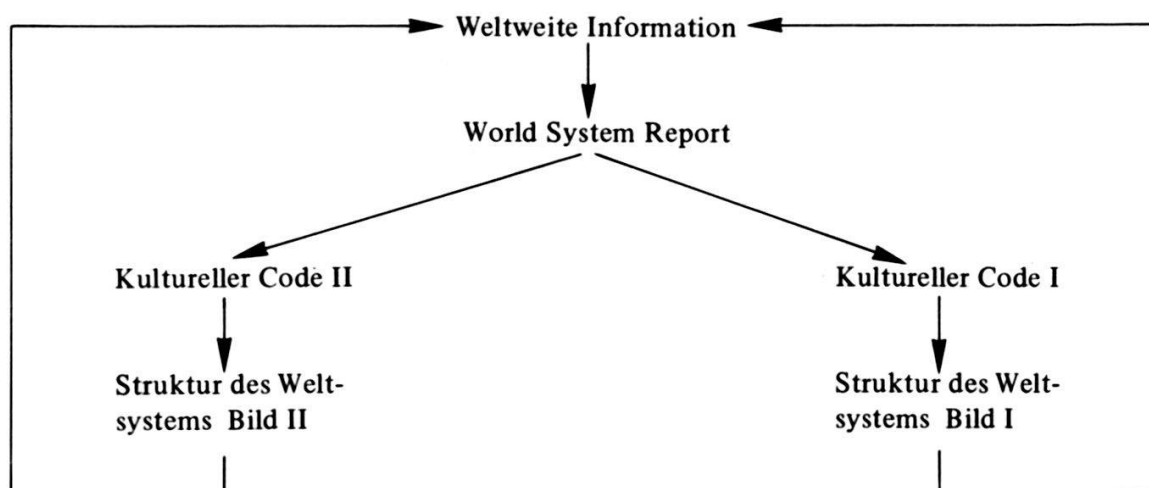 Weltweite Information
World System Report
Kultureller Code II
Kultureller Code I
Struktur des Welt-
systems Bild II
Struktur des Welt-
systems Bild I